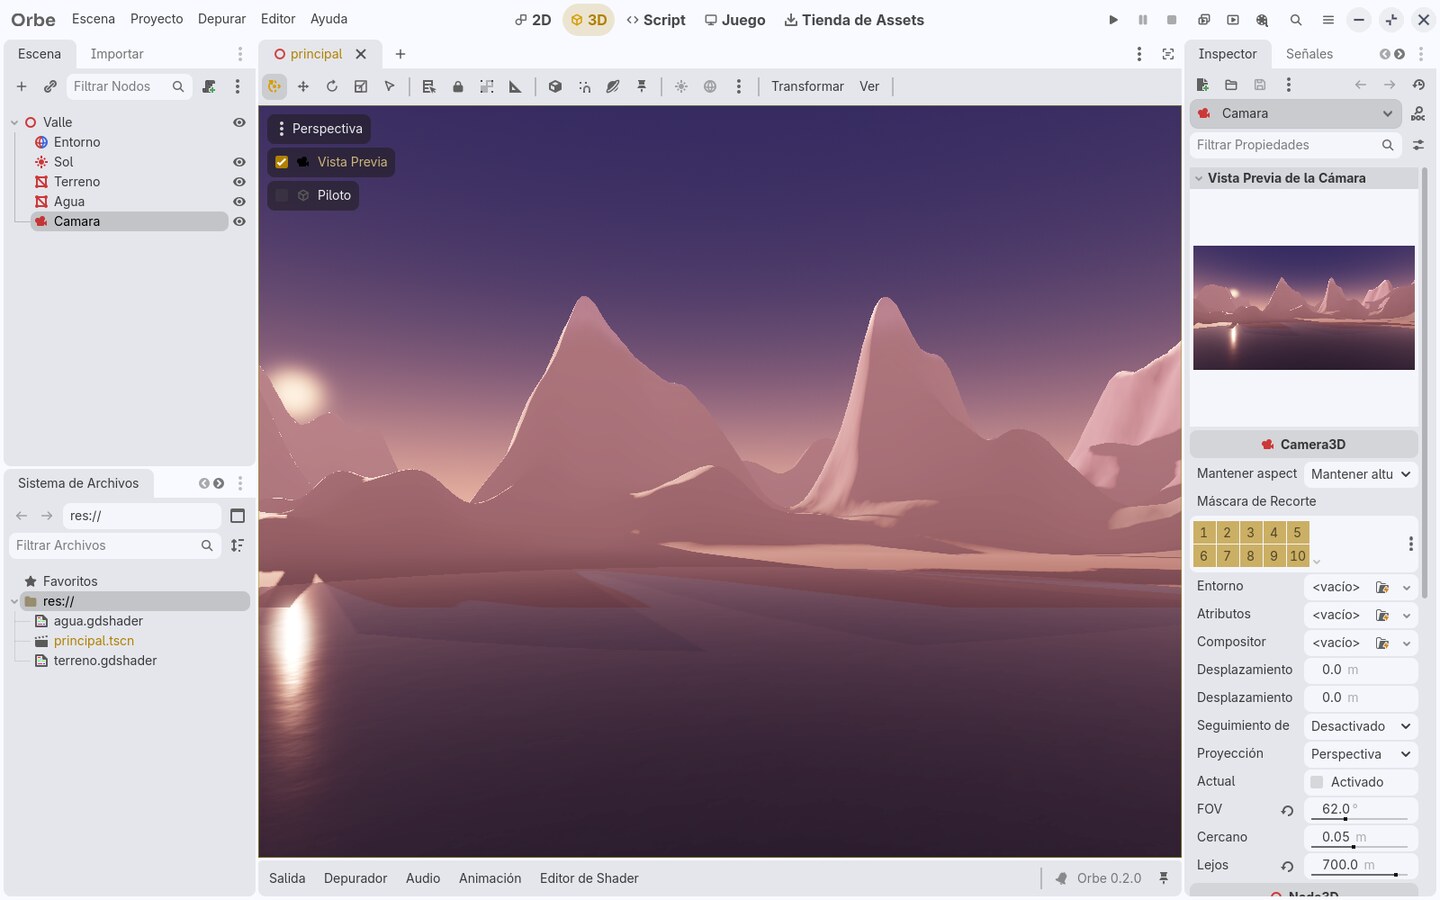 Orbe
Escena Proyecto Depurar Editor Ayuda
2D 3D Script Juego Tienda de Assets
Escena Importar
Filtrar Nodos
Valle
Entorno
Sol
Terreno
Agua
Camara
Sistema de Archivos
res://
Filtrar Archivos
Favoritos
res://
agua.gdshader
principal.tscn
terreno.gdshader
principal
Transformar Ver
Perspectiva
Vista Previa
Piloto
Salida Depurador Audio Animación Editor de Shader
Orbe 0.2.0
Inspector Señales
Camara
Filtrar Propiedades
Vista Previa de la Cámara
Camera3D
Mantener aspect Mantener altu
Máscara de Recorte
1 2 3 4 5
6 7 8 9 10
Entorno <vacío>
Atributos <vacío>
Compositor <vacío>
Desplazamiento 0.0 m
Desplazamiento 0.0 m
Seguimiento de Desactivado
Proyección Perspectiva
Actual Activado
FOV 62.0 °
Cercano 0.05 m
Lejos 700.0 m
Node3D